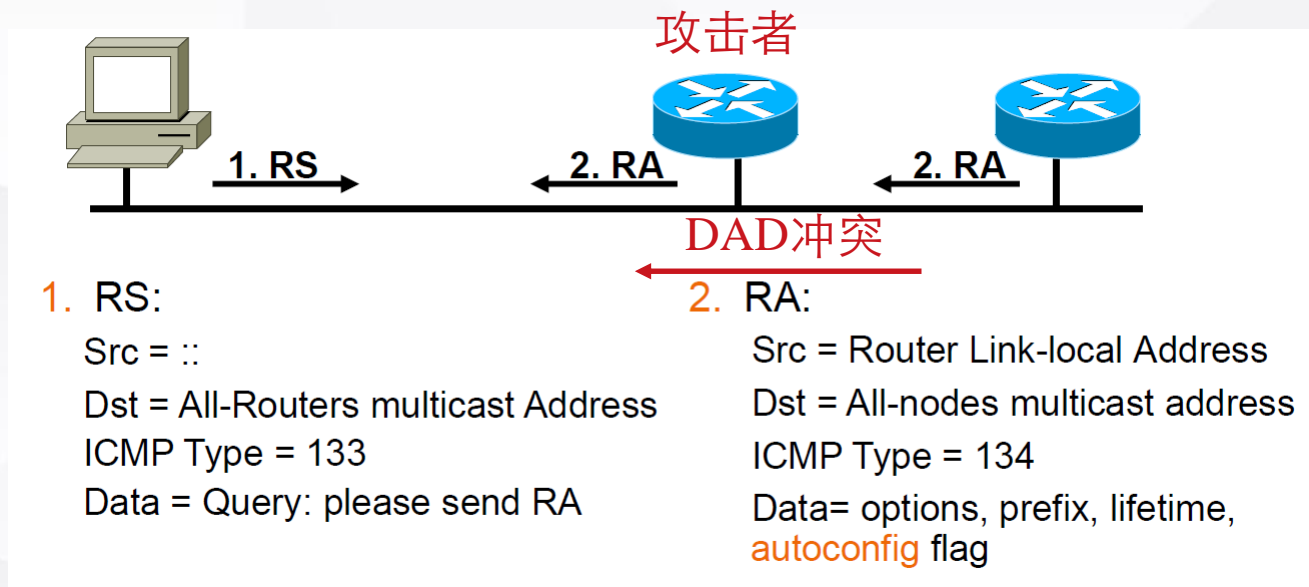 攻击者
1. RS
2. RA
2. RA
DAD冲突
1. RS:
Src = ::
Dst = All-Routers multicast Address
ICMP Type = 133
Data = Query: please send RA
2. RA:
Src = Router Link-local Address
Dst = All-nodes multicast address
ICMP Type = 134
Data= options, prefix, lifetime,
autoconfig flag